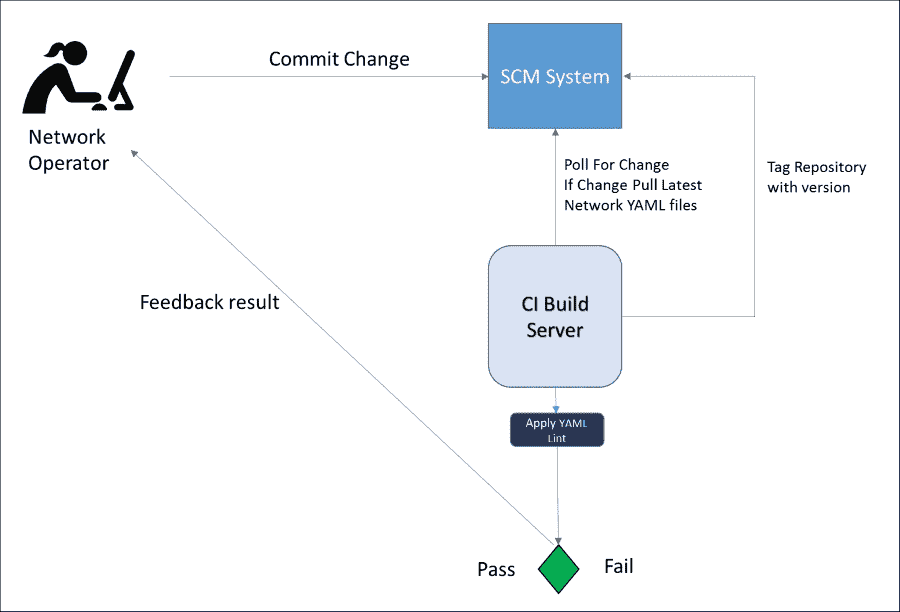 Commit Change
SCM System
Network
Operator
Poll For Change
If Change Pull Latest
Network YAML files
Tag Repository
with version
Feedback result
CI Build
Server
Apply YAML
Lint
Pass
Fail